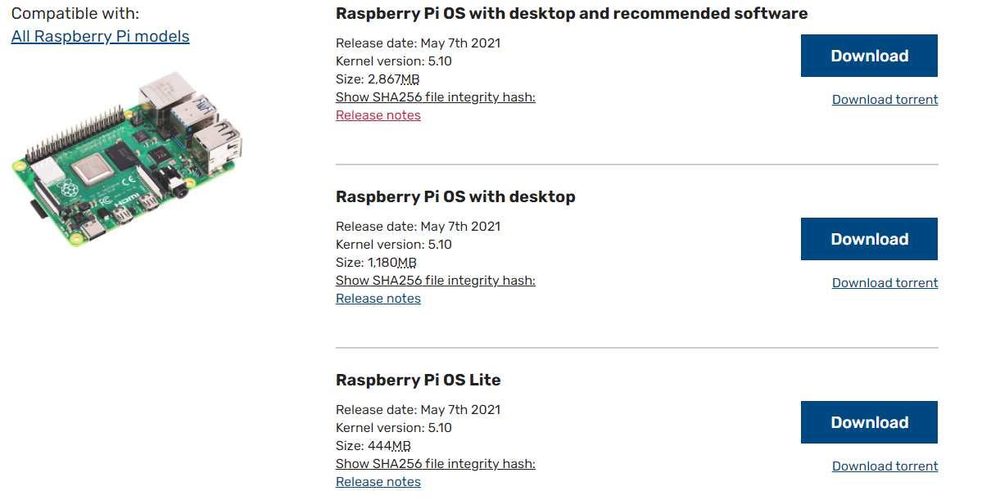 Compatible with:
All Raspberry Pi models
HDMI
Raspberry Pi OS with desktop and recommended software
Release date: May 7th 2021
Kernel version: 5.10
Size: 2,867MB
Show SHA256 file integrity hash:
Release notes
Download
Download torrent
Raspberry Pi OS with desktop
Release date: May 7th 2021
Kernel version: 5.10
Size: 1,180MB
Show SHA256 file integrity hash:
Release notes
Download
Download torrent
Raspberry Pi OS Lite
Release date: May 7th 2021
Kernel version: 5.10
Size: 444MB
Show SHA256 file integrity hash:
Release notes
Download
Download torrent